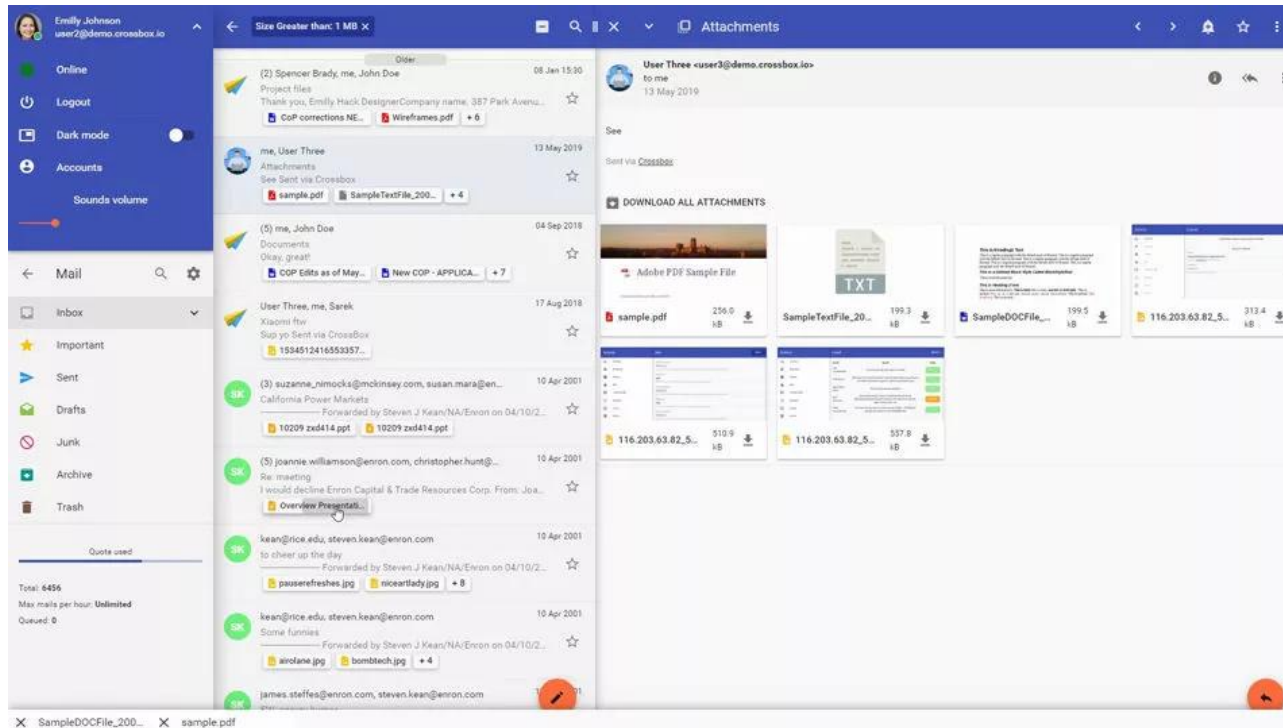 Emilly Johnson
user2@demo.crossbox.io
Online
Logout
Dark mode
Accounts
Sounds volume
Mail
Inbox
Important
Sent
Drafts
Junk
Archive
Trash
Quote used
Total: 6456
Max mails per hour: Unlimited
Queued: 0
Size Greater than: 1 MB
Older
(2) Spencer Brady, me, John Doe
08 Jan 15:30
Project files
Thank you, Emilly Hack DesignerCompany name, 387 Park Avenu...
CoP corrections NE...
Wireframes.pdf
+ 6
me, User Three
13 May 2019
Attachments
See Sent via Crossbox
sample.pdf
SampleTextFile_200...
+ 4
(5) me, John Doe
04 Sep 2018
Documents
Okay, great!
COP Edits as of May...
New COP - APPLICA...
+ 7
User Three, me, Sarek
17 Aug 2018
Xiaomi ftw
Sup yo Sent via CrossBox
1534512416553357...
(3) suzanne_nimocks@mckinsey.com, susan.mara@en...
10 Apr 2001
California Power Markets
Forwarded by Steven J Kean/NA/Enron on 04/10/2...
10209 zxd414.ppt
10209 zxd414.ppt
SK
(5) joannie.williamson@enron.com, christopher.hunt@...
10 Apr 2001
Re: meeting
I would decline Enron Capital & Trade Resources Corp. From: Joa...
Overview Presentati...
SK
kean@rice.edu, steven.kean@enron.com
10 Apr 2001
to cheer up the day
Forwarded by Steven J Kean/NA/Enron on 04/10/2...
pauserefreshes.jpg
niceartlady.jpg
+ 8
SK
kean@rice.edu, steven.kean@enron.com
10 Apr 2001
Some funnies
Forwarded by Steven J Kean/NA/Enron on 04/10/2...
airolane.jpg
bombtech.jpg
+ 4
SK
james.steffes@enron.com, steven.kean@enron.com
Attachments
User Three <user3@demo.crossbox.io>
to me
13 May 2019
See
Sent via Crossbox
DOWNLOAD ALL ATTACHMENTS
Adobe PDF Sample File
sample.pdf
256.0 kB
TXT
SampleTextFile_20...
199.3 kB
SampleDOCFile_...
199.5 kB
116.203.63.82_5...
313.4 kB
116.203.63.82_5...
510.9 kB
116.203.63.82_5...
557.8 kB
SampleDOCFile_200...
sample.pdf